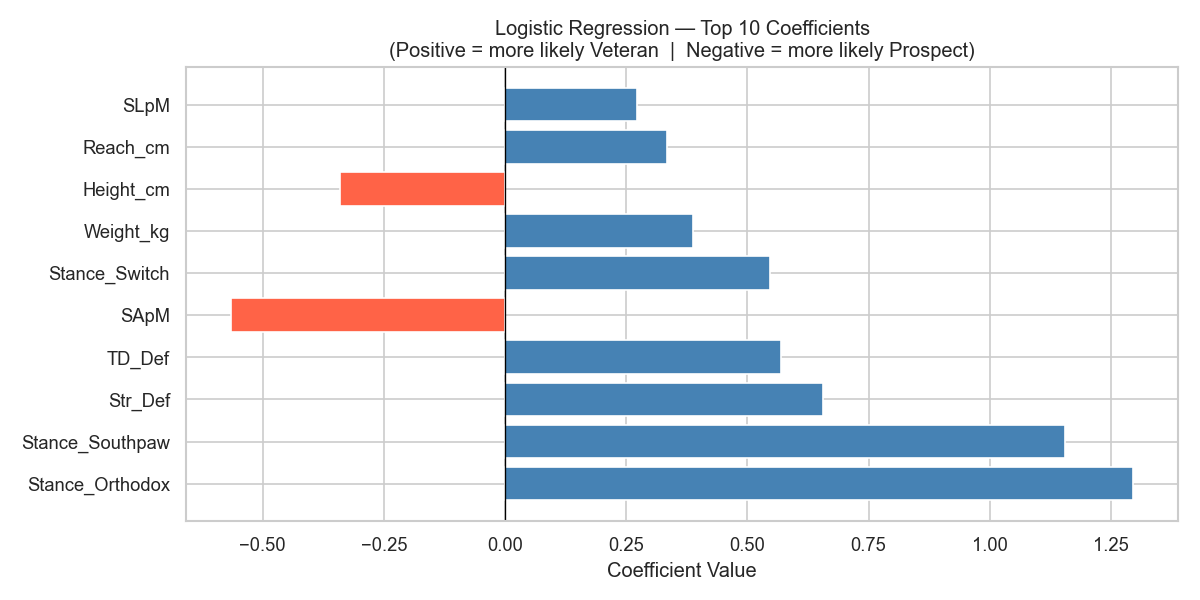 Logistic Regression — Top 10 Coefficients
(Positive = more likely Veteran | Negative = more likely Prospect)
SLpM
Reach_cm
Height_cm
Weight_kg
Stance_Switch
SApM
TD_Def
Str_Def
Stance_Southpaw
Stance_Orthodox
−0.50 −0.25 0.00 0.25 0.50 0.75 1.00 1.25
Coefficient Value